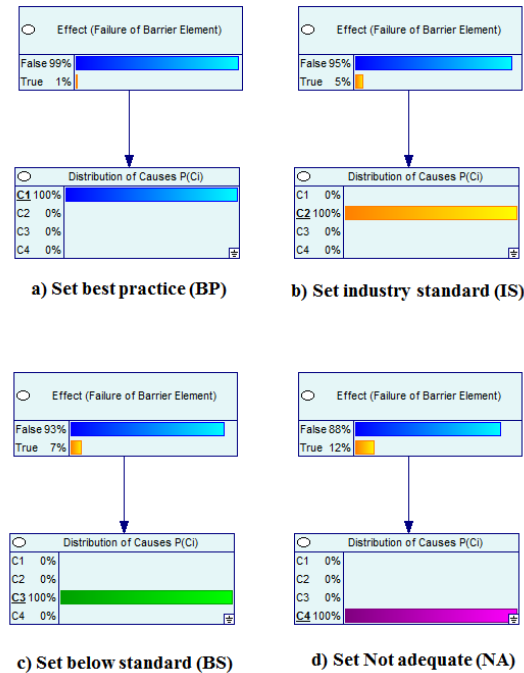 Effect (Failure of Barrier Element)
False 99%
True 1%
Distribution of Causes P(Ci)
C1 100%
C2 0%
C3 0%
C4 0%
a) Set best practice (BP)
Effect (Failure of Barrier Element)
False 95%
True 5%
Distribution of Causes P(Ci)
C1 0%
C2 100%
C3 0%
C4 0%
b) Set industry standard (IS)
Effect (Failure of Barrier Element)
False 93%
True 7%
Distribution of Causes P(Ci)
C1 0%
C2 0%
C3 100%
C4 0%
c) Set below standard (BS)
Effect (Failure of Barrier Element)
False 88%
True 12%
Distribution of Causes P(Ci)
C1 0%
C2 0%
C3 0%
C4 100%
d) Set Not adequate (NA)